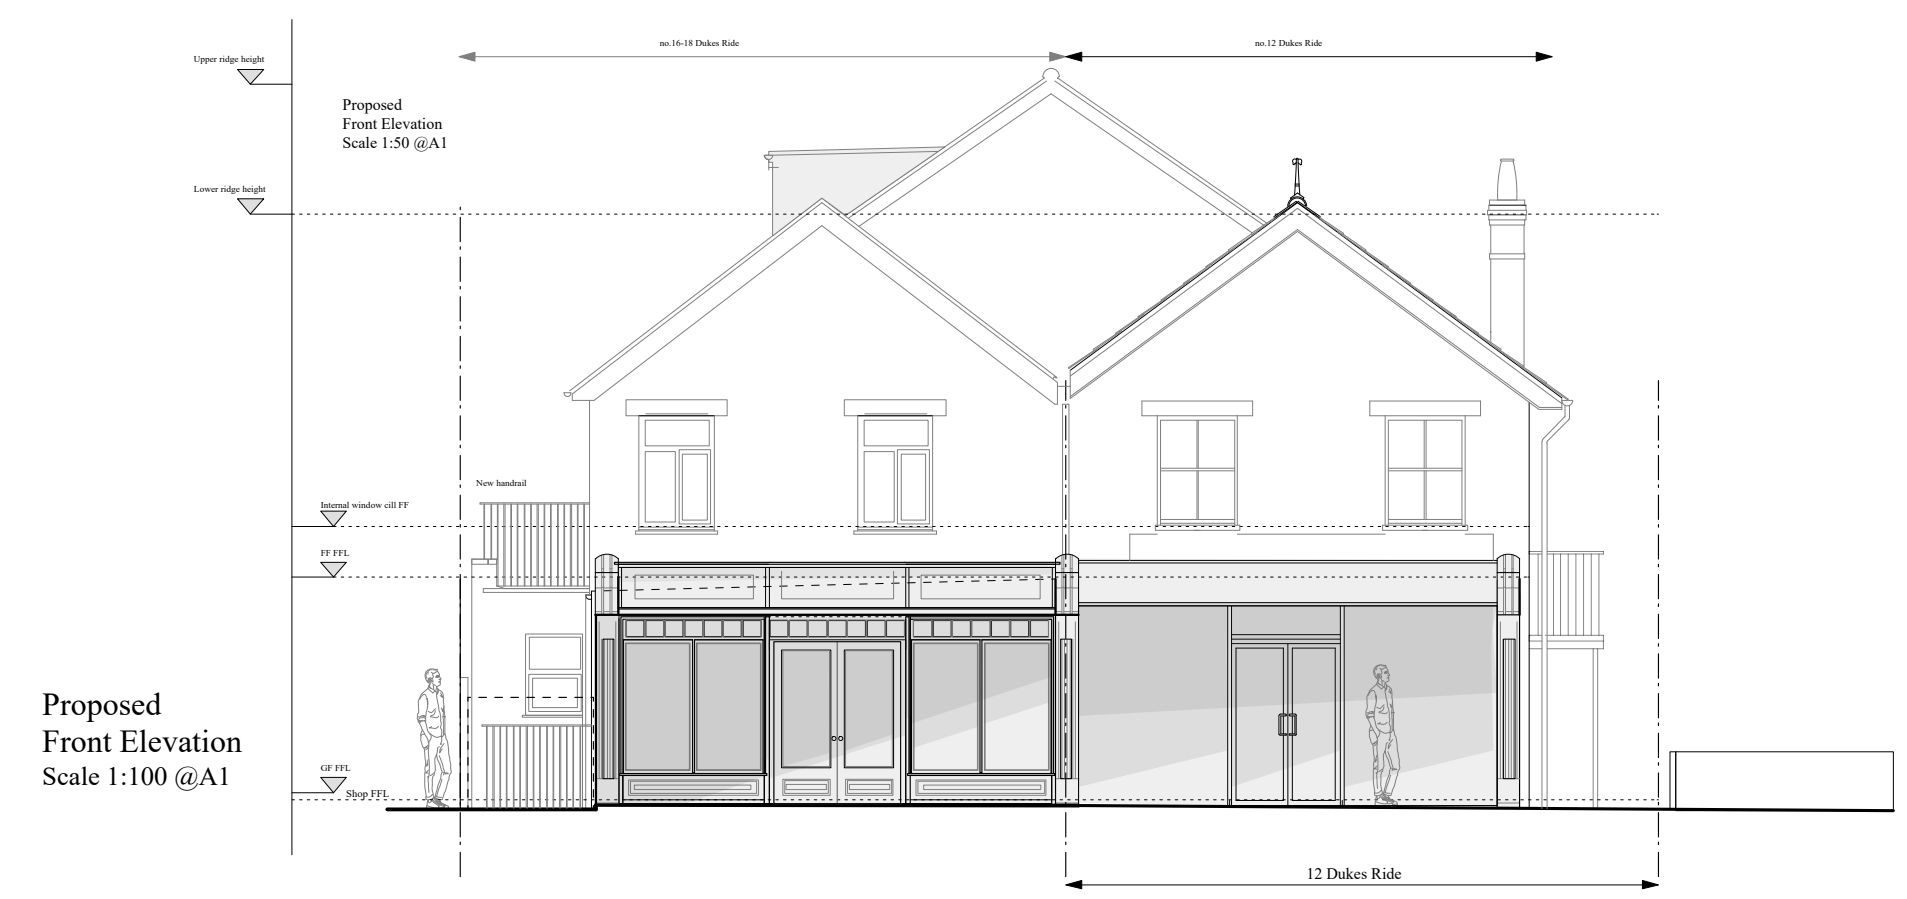 no.16-18 Dukes Ride
no.12 Dukes Ride
Upper ridge height
Proposed
Front Elevation
Scale 1:50 @A1
Lower ridge height
New handrail
Internal window cill FF
FF FFL
Proposed
Front Elevation
Scale 1:100 @A1
GF FFL
Shop FFL
12 Dukes Ride